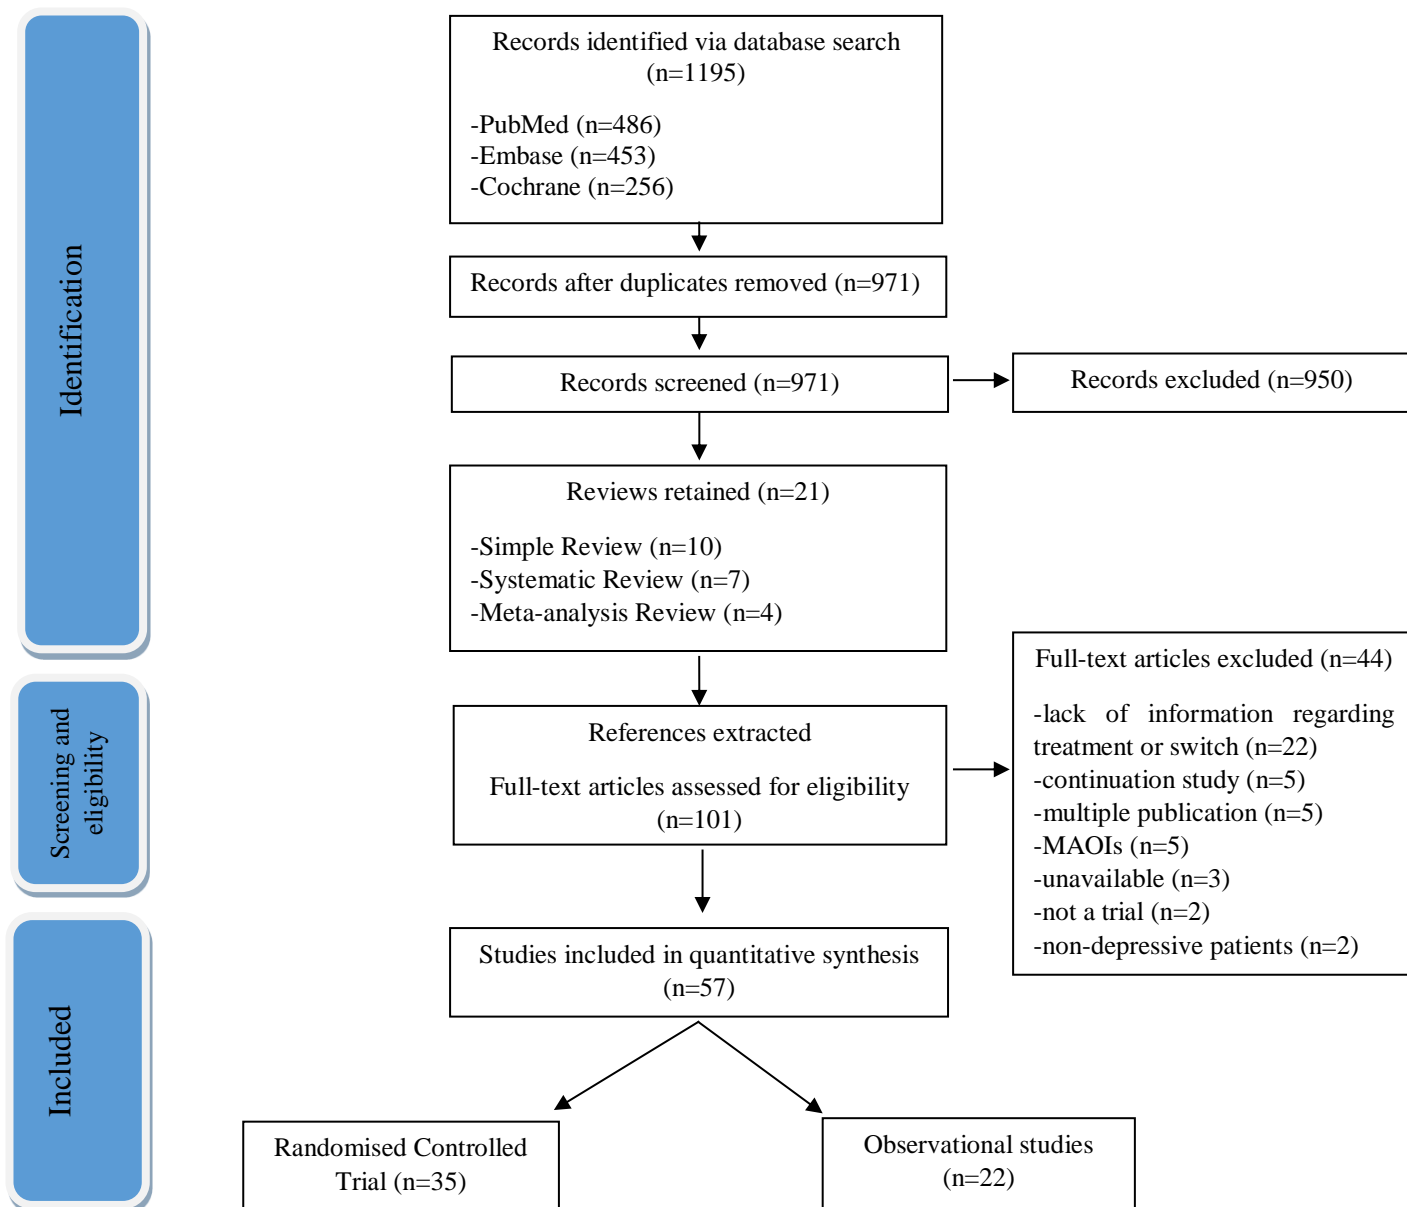 Identification
Records identified via database search
(n=1195)
-PubMed (n=486)
-Embase (n=453)
-Cochrane (n=256)
Records after duplicates removed (n=971)
Records screened (n=971)
Records excluded (n=950)
Reviews retained (n=21)
-Simple Review (n=10)
-Systematic Review (n=7)
-Meta-analysis Review (n=4)
Screening and
eligibility
References extracted
Full-text articles assessed for eligibility
(n=101)
Full-text articles excluded (n=44)
-lack of information regarding
treatment or switch (n=22)
-continuation study (n=5)
-multiple publication (n=5)
-MAOIs (n=5)
-unavailable (n=3)
-not a trial (n=2)
-non-depressive patients (n=2)
Included
Studies included in quantitative synthesis
(n=57)
Randomised Controlled
Trial (n=35)
Observational studies
(n=22)